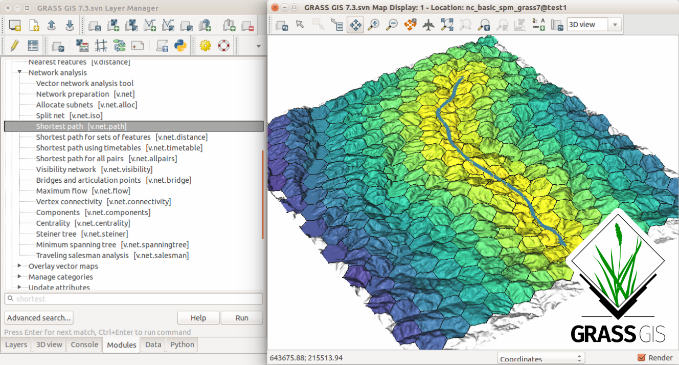 GRASS GIS 7.3.svn Layer Manager
Nearest features [v.distance]
Network analysis
Vector network analysis tool
Network preparation [v.net]
Allocate subnets [v.net.alloc]
Split net [v.net.iso]
Shortest path [v.net.path]
Shortest path for sets of features [v.net.distance]
Shortest path using timetables [v.net.timetable]
Shortest path for all pairs [v.net.allpairs]
Visibility network [v.net.visibility]
Bridges and articulation points [v.net.bridge]
Maximum flow [v.net.flow]
Vertex connectivity [v.net.connectivity]
Components [v.net.components]
Centrality [v.net.centrality]
Steiner tree [v.net.steiner]
Minimum spanning tree [v.net.spanningtree]
Traveling salesman analysis [v.net.salesman]
Overlay vector maps
Manage categories
Update attributes
shortest
Advanced search...
Help
Run
Press Enter for next match, Ctrl+Enter to run command
Layers 3D view Console Modules Data Python
GRASS GIS 7.3.svn Map Display: 1 - Location: nc_basic_spm_grass7@test1
3D view
GRASS GIS
643675.88; 215513.94
Coordinates
Render